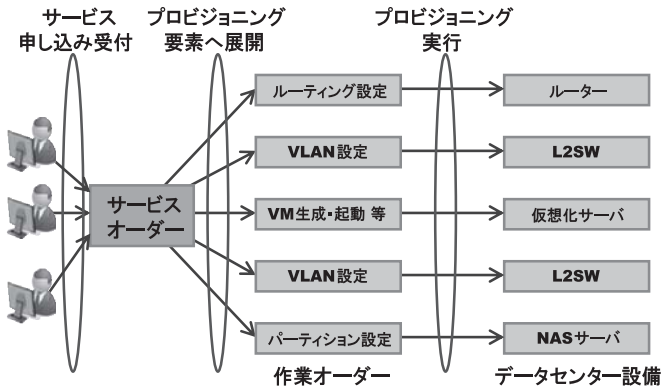 サービス
申し込み受付
プロビジョニング
要素へ展開
プロビジョニング
実行
サービス
オーダー
ルーティング設定
ルーター
VLAN設定
L2SW
VM生成・起動 等
仮想化サーバ
VLAN設定
L2SW
パーティション設定
NASサーバ
作業オーダー
データセンター設備